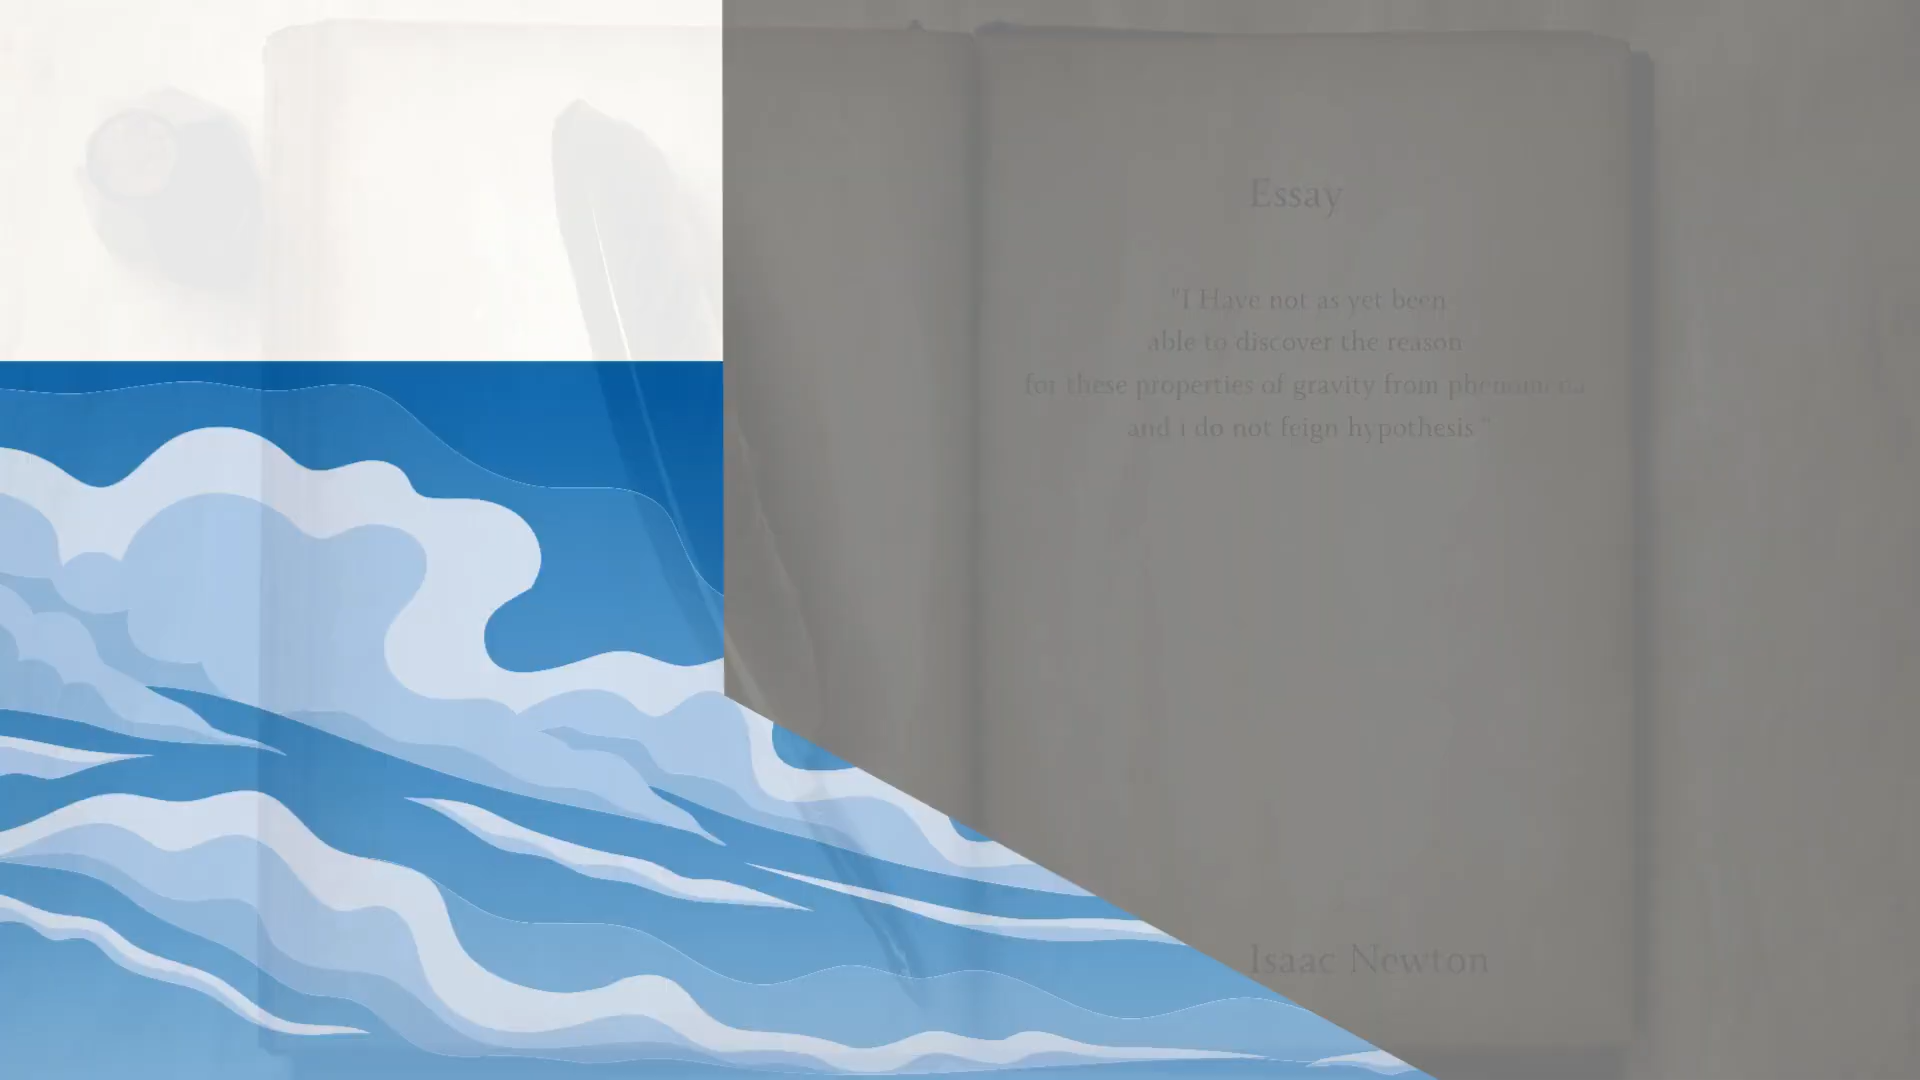 Essay
"I Have not as yet been
able to discover the reason
for these properties of gravity from phenomena
and i do not feign hypothesis"
Isaac Newton